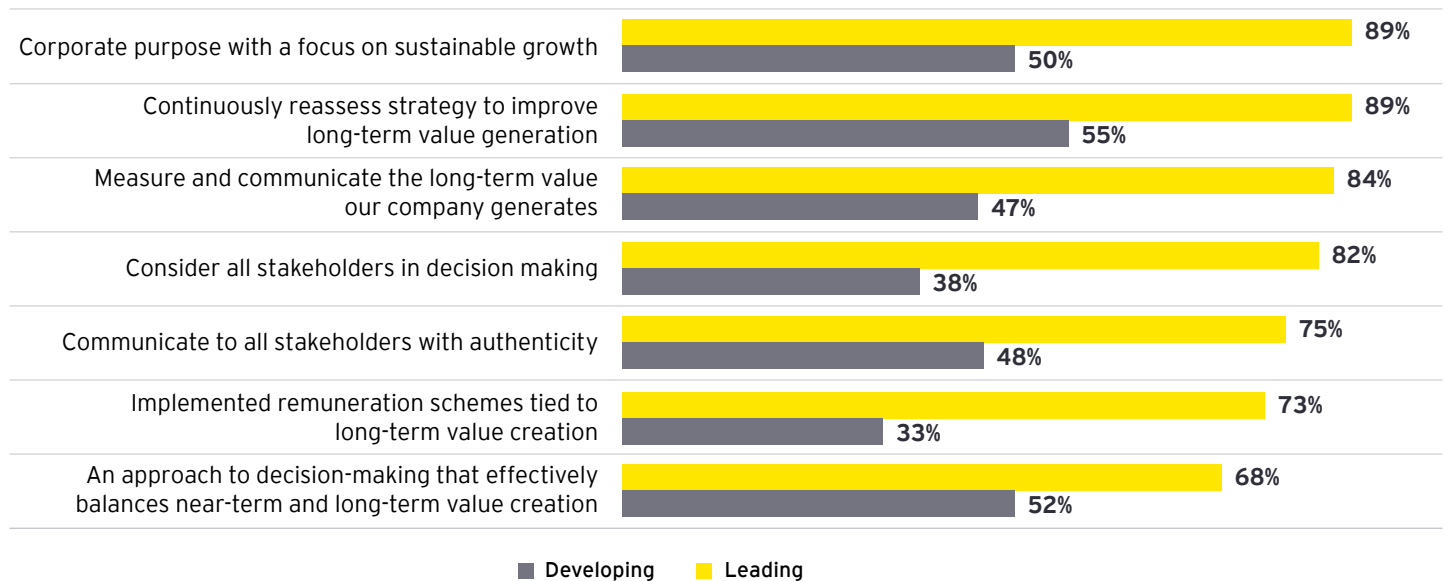 Corporate purpose with a focus on sustainable growth
89%
50%
Continuously reassess strategy to improve
long-term value generation
89%
55%
Measure and communicate the long-term value
our company generates
84%
47%
Consider all stakeholders in decision making
82%
38%
Communicate to all stakeholders with authenticity
75%
48%
Implemented remuneration schemes tied to
long-term value creation
73%
33%
An approach to decision-making that effectively
balances near-term and long-term value creation
68%
52%
Developing
Leading